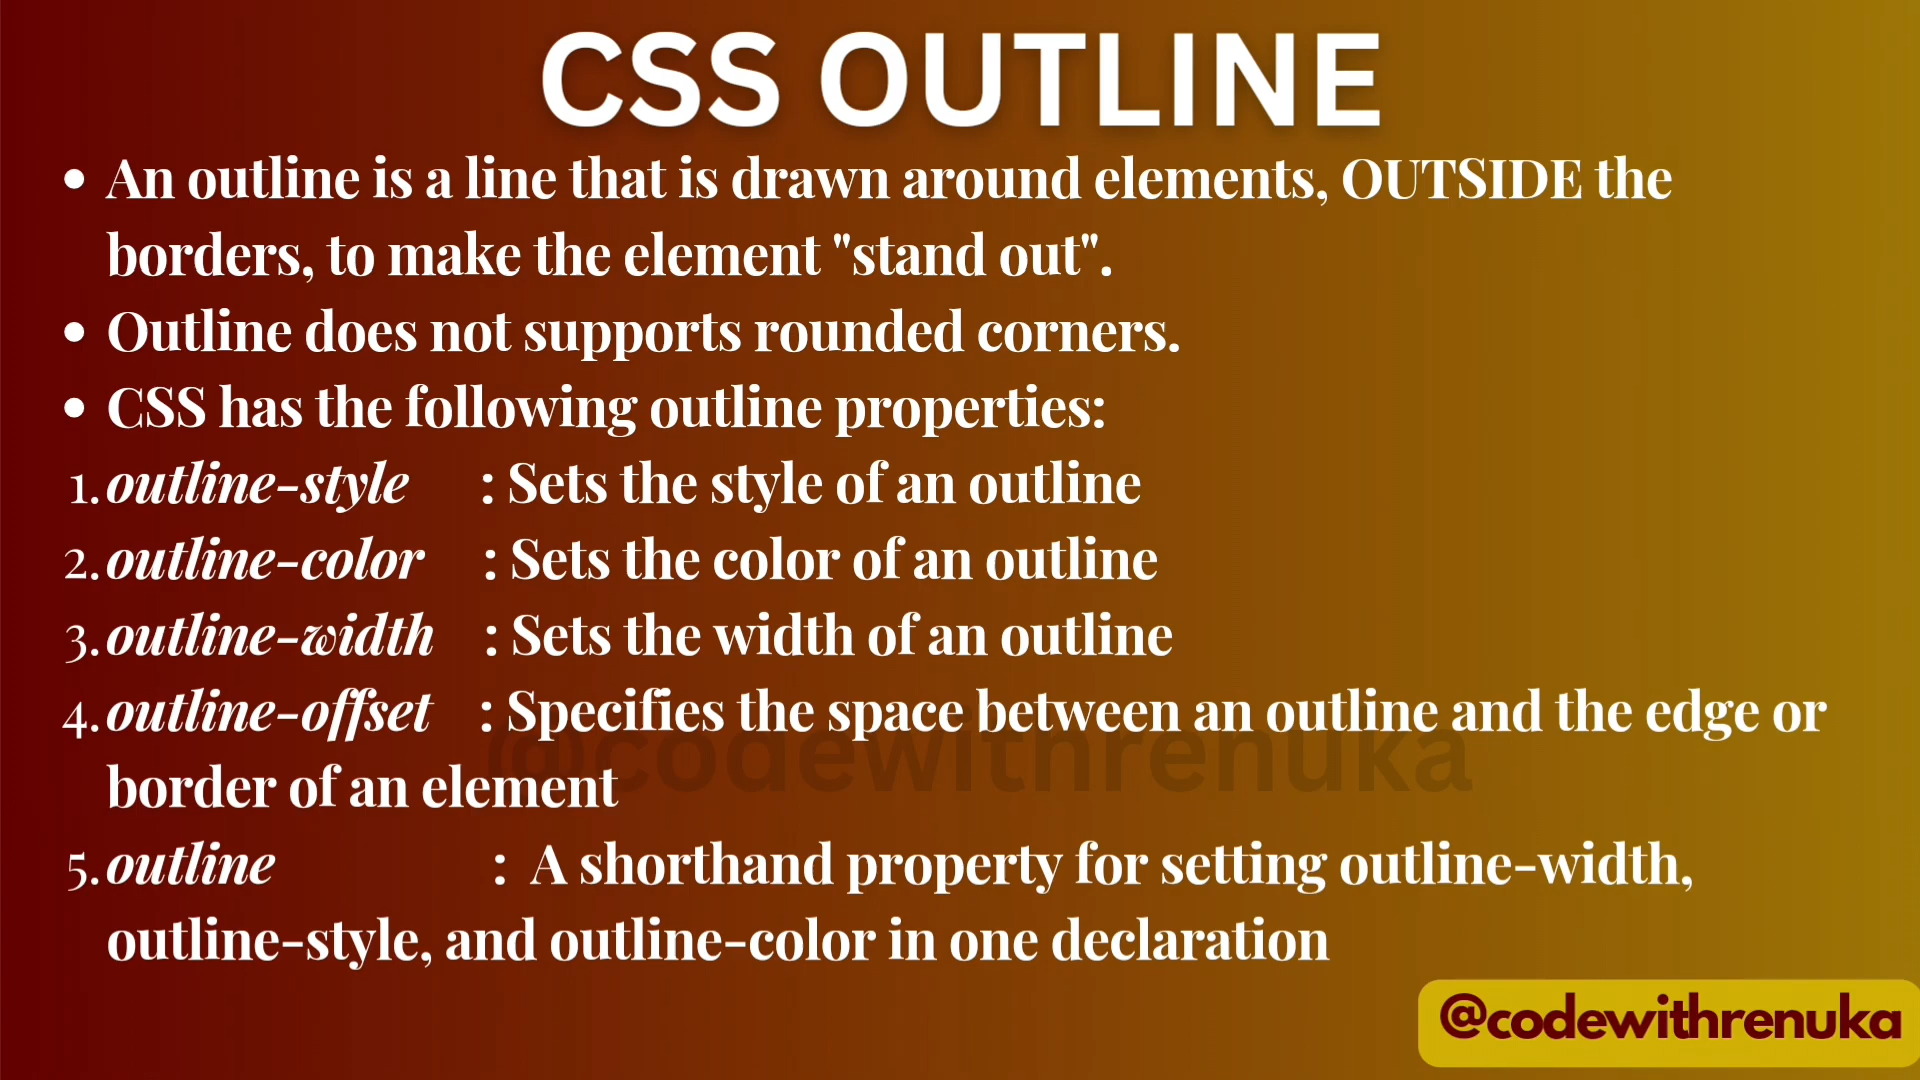 CSS OUTLINE
• An outline is a line that is drawn around elements, OUTSIDE the
borders, to make the element "stand out".
• Outline does not supports rounded corners.
• CSS has the following outline properties:
1. outline-style : Sets the style of an outline
2. outline-color : Sets the color of an outline
3. outline-width : Sets the width of an outline
4. outline-offset : Specifies the space between an outline and the edge or
border of an element
@codewithrenuka
5. outline : A shorthand property for setting outline-width,
outline-style, and outline-color in one declaration
@codewithrenuka